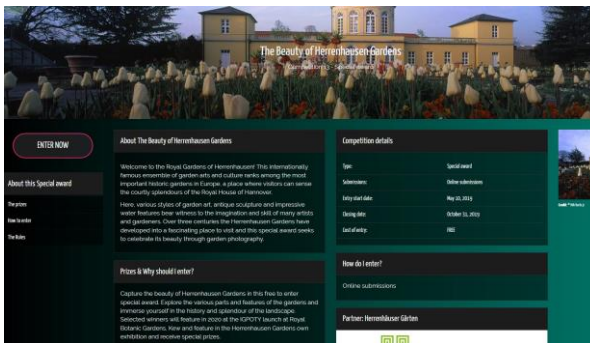 The Beauty of Herrenhausen Gardens
Special award
ENTER NOW
About this Special award
The prizes
How to enter
The Rules
About The Beauty of Herrenhausen Gardens
Welcome to the Royal Gardens of Herrenhausen! This internationally
famous ensemble of garden arts and culture ranks among the most
important historic gardens in Europe, a place where visitors can sense
the courtly splendours of the Royal House of Hannover.
Here, various styles of garden art, antique sculpture and impressive
water features bear witness to the imagination and skill of many artists
and gardeners. Over three centuries the Herrenhausen Gardens have
developed into a fascinating place to visit and this special award seeks
to celebrate its beauty through garden photography.
Prizes & Why should I enter?
Capture the beauty of Herrenhausen Gardens in this free to enter
special award. Explore the various parts and features of the gardens and
immerse yourself in the history and splendour of the landscape.
Selected winners will feature in 2020 at the IGPOTY launch at Royal
Botanic Gardens, Kew and feature in the Herrenhausen Gardens own
exhibition and receive special prizes.
Competition details
Type: Special award
Submissions: Online submissions
Entry start date: May 10, 2019
Closing date: October 31, 2019
Cost of entry: FREE
How do I enter?
Online submissions
Partner: Herrenhäuser Gärten